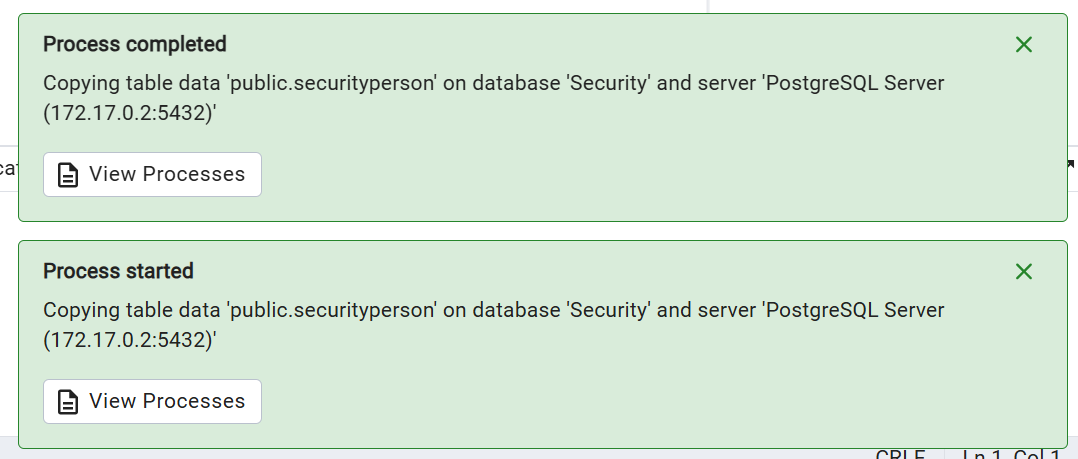 Process completed
Copying table data 'public.securityperson' on database 'Security' and server 'PostgreSQL Server
(172.17.0.2:5432)'
View Processes
Process started
Copying table data 'public.securityperson' on database 'Security' and server 'PostgreSQL Server
(172.17.0.2:5432)'
View Processes
CRLF Ln 1, Col 1